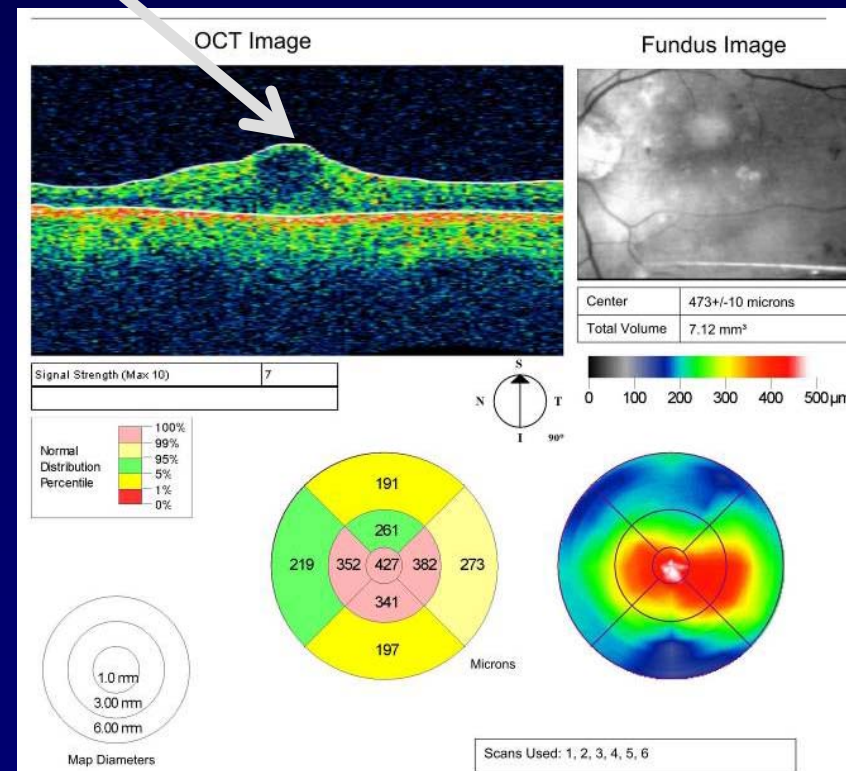 OCT Image
Fundus Image
Center 473+/-10 microns
Total Volume 7.12 mm³
Signal Strength (Max 10) 7
S
N T
I 90°
0 100 200 300 400 500 µm
Normal
Distribution
Percentile
100%
99%
95%
5%
1%
0%
191
261
219 352 427 382 273
341
197
Microns
1.0 mm
3.00 mm
6.00 mm
Map Diameters
Scans Used: 1, 2, 3, 4, 5, 6